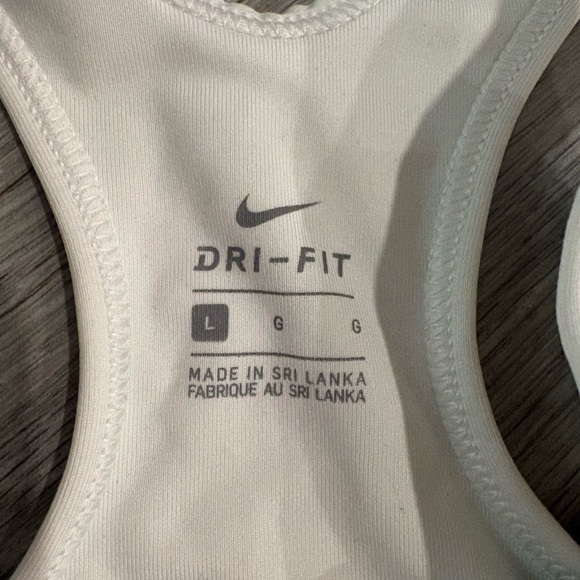 DRI-FIT
L G G
MADE IN SRI LANKA
FABRIQUE AU SRI LANKA